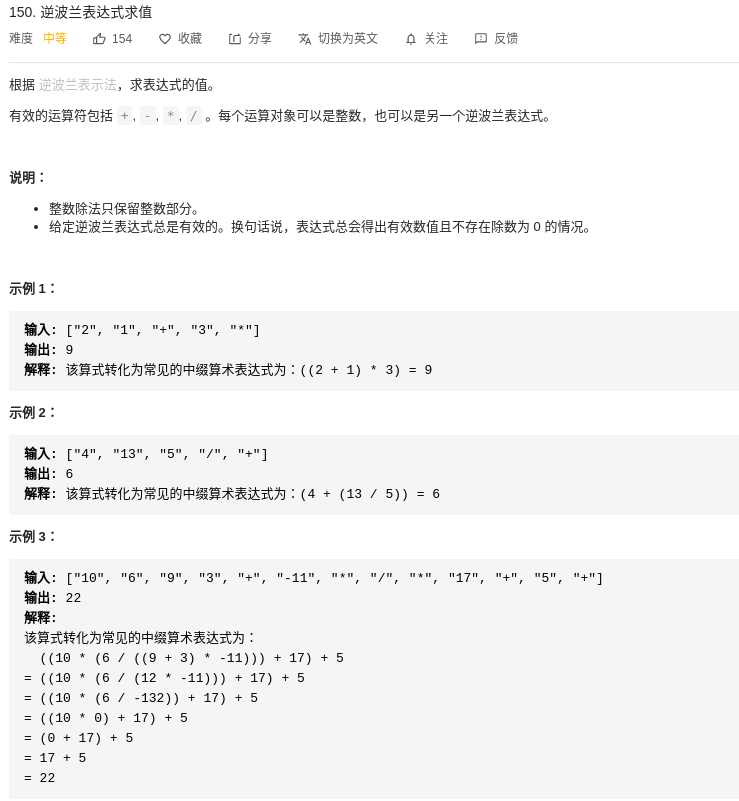 150. 逆波兰表达式求值
难度 中等 154 收藏 分享 切换为英文 关注 反馈
根据 逆波兰表示法，求表达式的值。
有效的运算符包括 +, -, *, / 。每个运算对象可以是整数，也可以是另一个逆波兰表达式。
说明：
• 整数除法只保留整数部分。
• 给定逆波兰表达式总是有效的。换句话说，表达式总会得出有效数值且不存在除数为 0 的情况。
示例 1：
输入: ["2", "1", "+", "3", "*"]
输出: 9
解释: 该算式转化为常见的中缀算术表达式为：((2 + 1) * 3) = 9
示例 2：
输入: ["4", "13", "5", "/", "+"]
输出: 6
解释: 该算式转化为常见的中缀算术表达式为：(4 + (13 / 5)) = 6
示例 3：
输入: ["10", "6", "9", "3", "+", "-11", "*", "/", "*", "17", "+", "5", "+"]
输出: 22
解释:
该算式转化为常见的中缀算术表达式为：
((10 * (6 / ((9 + 3) * -11))) + 17) + 5
= ((10 * (6 / (12 * -11))) + 17) + 5
= ((10 * (6 / -132)) + 17) + 5
= ((10 * 0) + 17) + 5
= (0 + 17) + 5
= 17 + 5
= 22